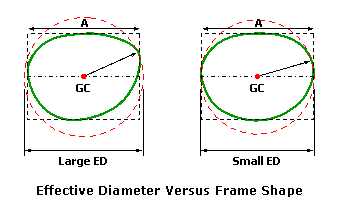 A A
GC GC
Large ED Small ED
Effective Diameter Versus Frame Shape